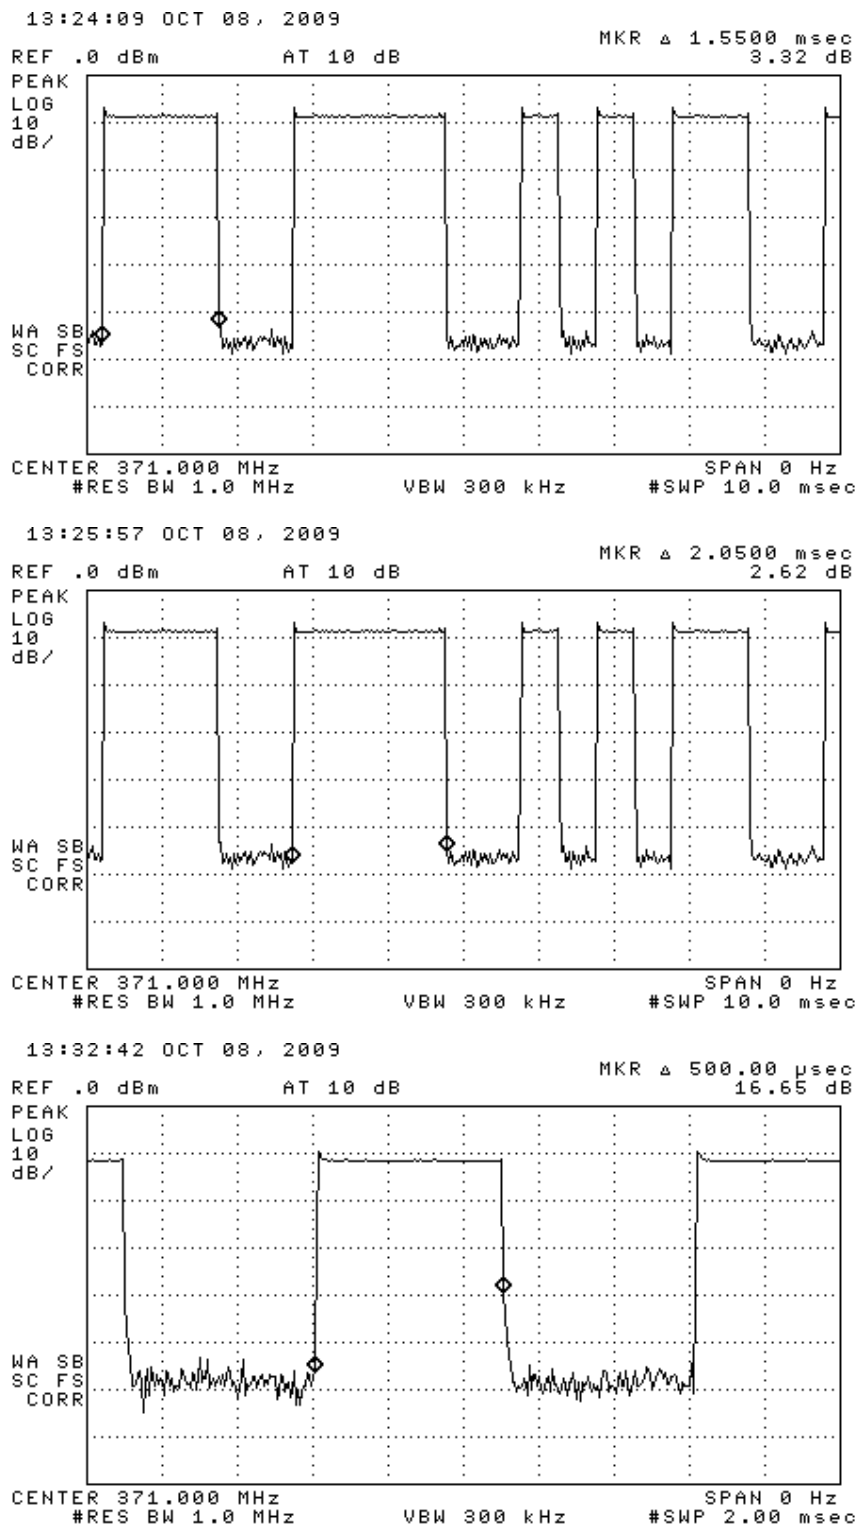 13:24:09 OCT 08, 2009
MKR Δ 1.5500 msec
REF .0 dBm AT 10 dB 3.32 dB
PEAK
LOG
10
dB/
WA SB
SC FS
CORR
CENTER 371.000 MHz SPAN 0 Hz
#RES BW 1.0 MHz VBW 300 kHz #SWP 10.0 msec
13:25:57 OCT 08, 2009
MKR Δ 2.0500 msec
REF .0 dBm AT 10 dB 2.62 dB
PEAK
LOG
10
dB/
WA SB
SC FS
CORR
CENTER 371.000 MHz SPAN 0 Hz
#RES BW 1.0 MHz VBW 300 kHz #SWP 10.0 msec
13:32:42 OCT 08, 2009
MKR Δ 500.00 µsec
REF .0 dBm AT 10 dB 16.65 dB
PEAK
LOG
10
dB/
WA SB
SC FS
CORR
CENTER 371.000 MHz SPAN 0 Hz
#RES BW 1.0 MHz VBW 300 kHz #SWP 2.00 msec